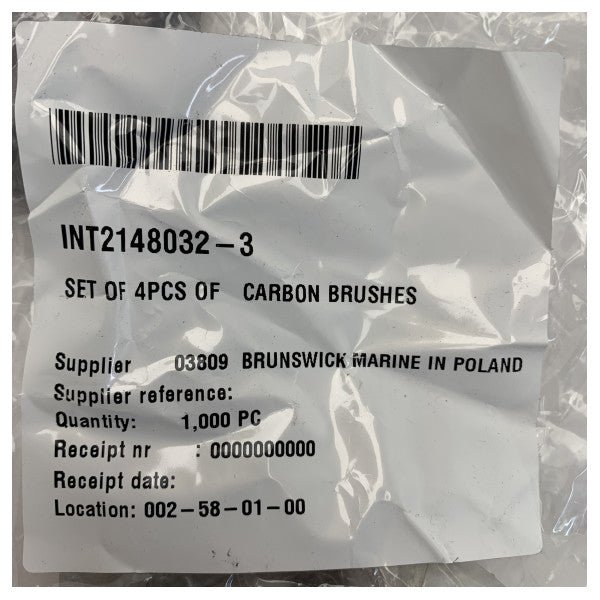 INT2148032-3
SET OF 4PCS OF CARBON BRUSHES
Supplier 03809 BRUNSWICK MARINE IN POLAND
Supplier reference:
Quantity: 1,000 PC
Receipt nr : 0000000000
Receipt date:
Location: 002-58-01-00